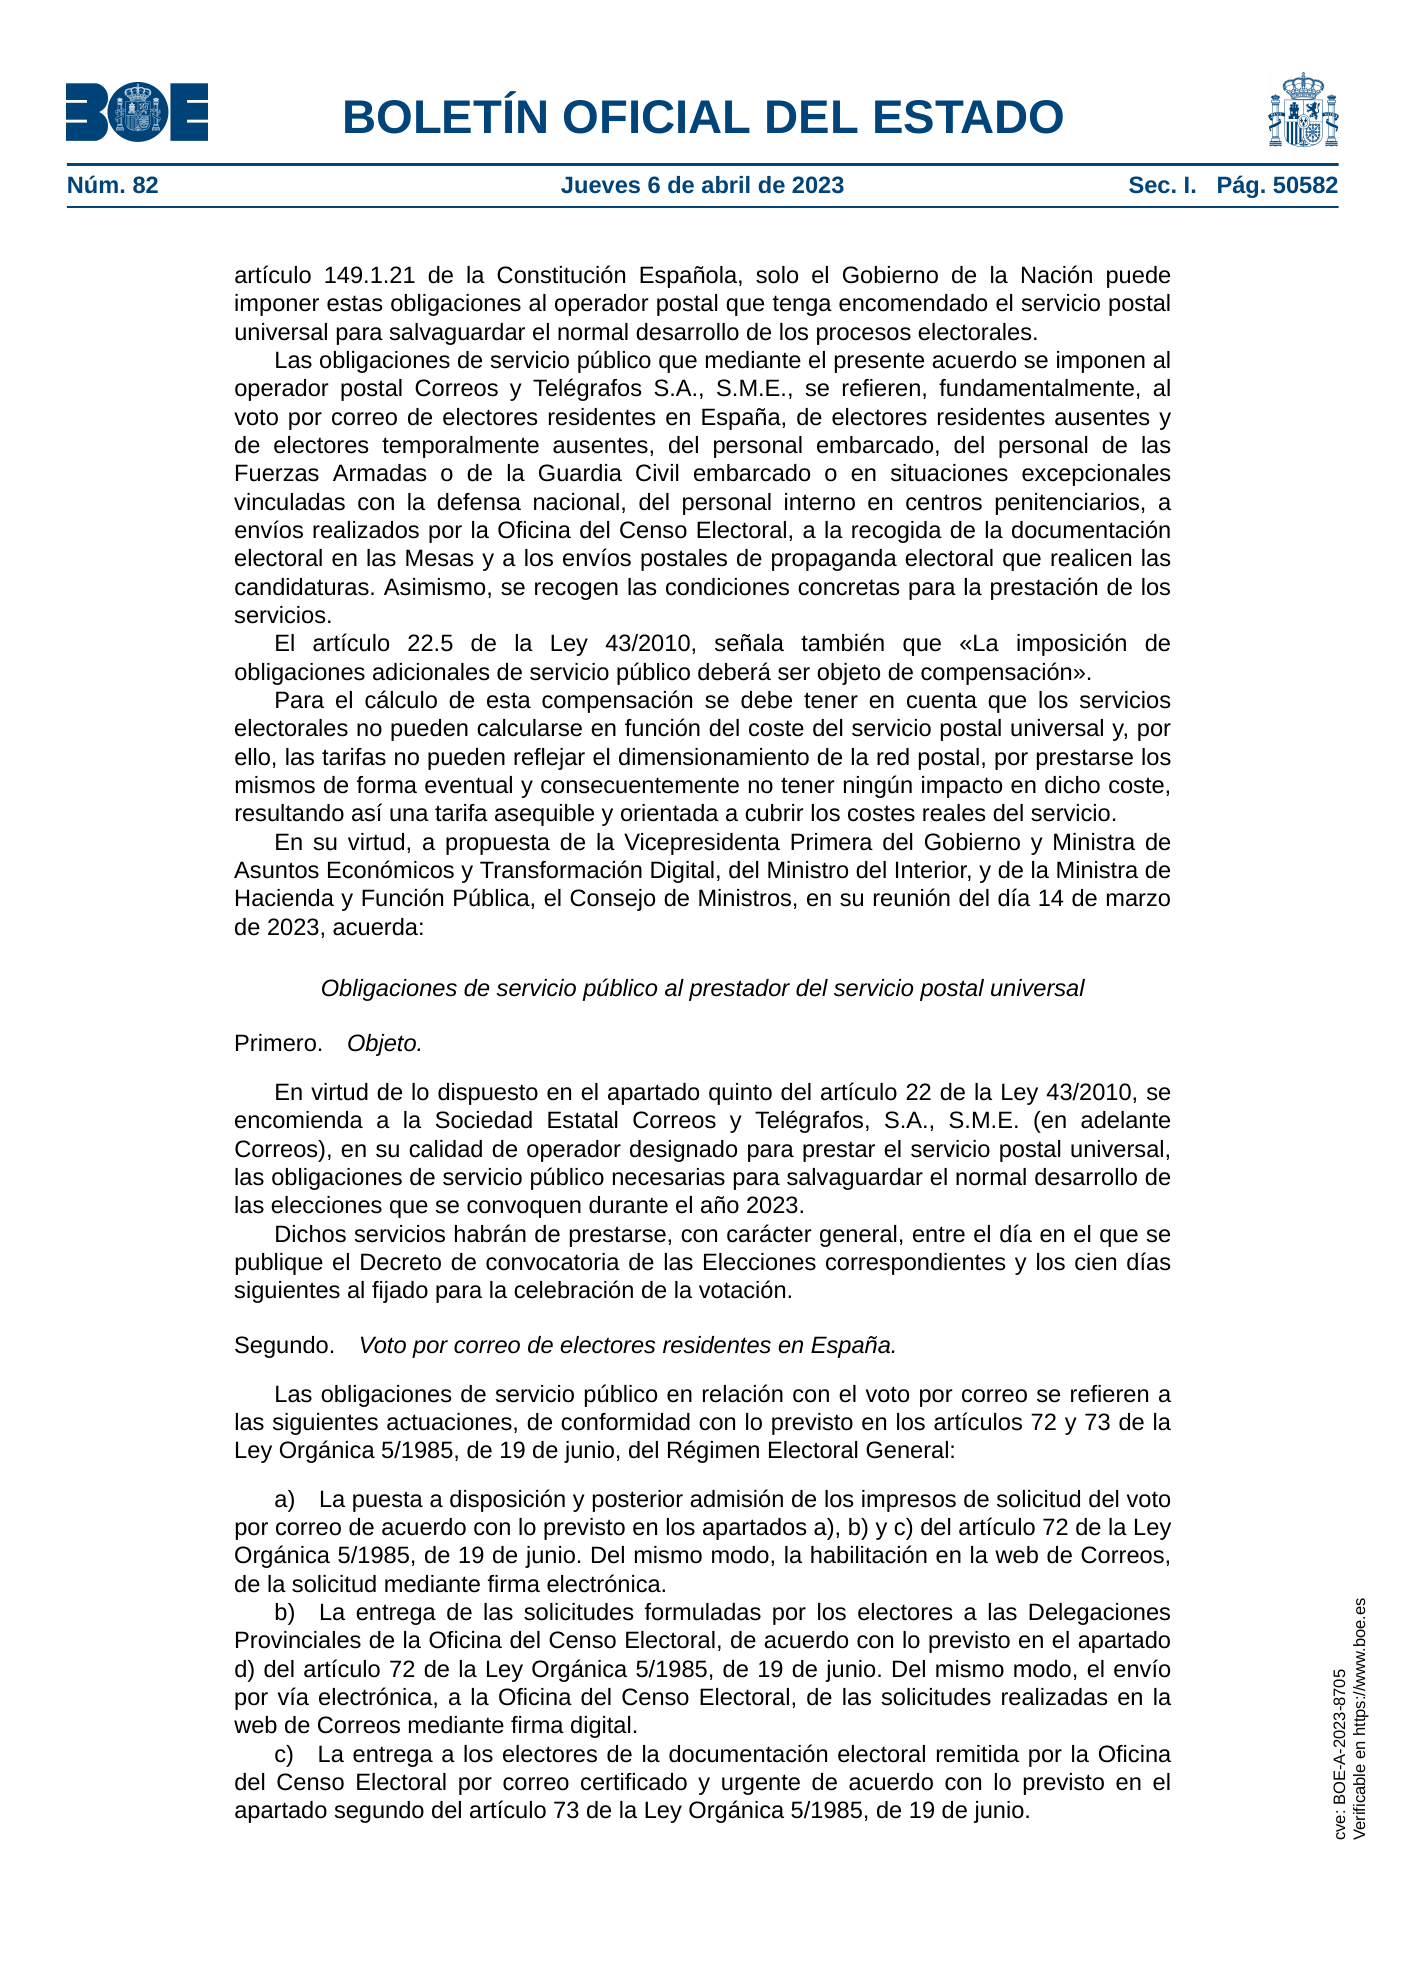 BOE
BOLETÍN OFICIAL DEL ESTADO
Núm. 82 Jueves 6 de abril de 2023 Sec. I. Pág. 50582
artículo 149.1.21 de la Constitución Española, solo el Gobierno de la Nación puede
imponer estas obligaciones al operador postal que tenga encomendado el servicio postal
universal para salvaguardar el normal desarrollo de los procesos electorales.
Las obligaciones de servicio público que mediante el presente acuerdo se imponen al
operador postal Correos y Telégrafos S.A., S.M.E., se refieren, fundamentalmente, al
voto por correo de electores residentes en España, de electores residentes ausentes y
de electores temporalmente ausentes, del personal embarcado, del personal de las
Fuerzas Armadas o de la Guardia Civil embarcado o en situaciones excepcionales
vinculadas con la defensa nacional, del personal interno en centros penitenciarios, a
envíos realizados por la Oficina del Censo Electoral, a la recogida de la documentación
electoral en las Mesas y a los envíos postales de propaganda electoral que realicen las
candidaturas. Asimismo, se recogen las condiciones concretas para la prestación de los
servicios.
El artículo 22.5 de la Ley 43/2010, señala también que «La imposición de
obligaciones adicionales de servicio público deberá ser objeto de compensación».
Para el cálculo de esta compensación se debe tener en cuenta que los servicios
electorales no pueden calcularse en función del coste del servicio postal universal y, por
ello, las tarifas no pueden reflejar el dimensionamiento de la red postal, por prestarse los
mismos de forma eventual y consecuentemente no tener ningún impacto en dicho coste,
resultando así una tarifa asequible y orientada a cubrir los costes reales del servicio.
En su virtud, a propuesta de la Vicepresidenta Primera del Gobierno y Ministra de
Asuntos Económicos y Transformación Digital, del Ministro del Interior, y de la Ministra de
Hacienda y Función Pública, el Consejo de Ministros, en su reunión del día 14 de marzo
de 2023, acuerda:
Obligaciones de servicio público al prestador del servicio postal universal
Primero. Objeto.
En virtud de lo dispuesto en el apartado quinto del artículo 22 de la Ley 43/2010, se
encomienda a la Sociedad Estatal Correos y Telégrafos, S.A., S.M.E. (en adelante
Correos), en su calidad de operador designado para prestar el servicio postal universal,
las obligaciones de servicio público necesarias para salvaguardar el normal desarrollo de
las elecciones que se convoquen durante el año 2023.
Dichos servicios habrán de prestarse, con carácter general, entre el día en el que se
publique el Decreto de convocatoria de las Elecciones correspondientes y los cien días
siguientes al fijado para la celebración de la votación.
Segundo. Voto por correo de electores residentes en España.
Las obligaciones de servicio público en relación con el voto por correo se refieren a
las siguientes actuaciones, de conformidad con lo previsto en los artículos 72 y 73 de la
Ley Orgánica 5/1985, de 19 de junio, del Régimen Electoral General:
a) La puesta a disposición y posterior admisión de los impresos de solicitud del voto
por correo de acuerdo con lo previsto en los apartados a), b) y c) del artículo 72 de la Ley
Orgánica 5/1985, de 19 de junio. Del mismo modo, la habilitación en la web de Correos,
de la solicitud mediante firma electrónica.
b) La entrega de las solicitudes formuladas por los electores a las Delegaciones
Provinciales de la Oficina del Censo Electoral, de acuerdo con lo previsto en el apartado
d) del artículo 72 de la Ley Orgánica 5/1985, de 19 de junio. Del mismo modo, el envío
por vía electrónica, a la Oficina del Censo Electoral, de las solicitudes realizadas en la
web de Correos mediante firma digital.
c) La entrega a los electores de la documentación electoral remitida por la Oficina
del Censo Electoral por correo certificado y urgente de acuerdo con lo previsto en el
apartado segundo del artículo 73 de la Ley Orgánica 5/1985, de 19 de junio.
cve: BOE-A-2023-8705
Verificable en https://www.boe.es